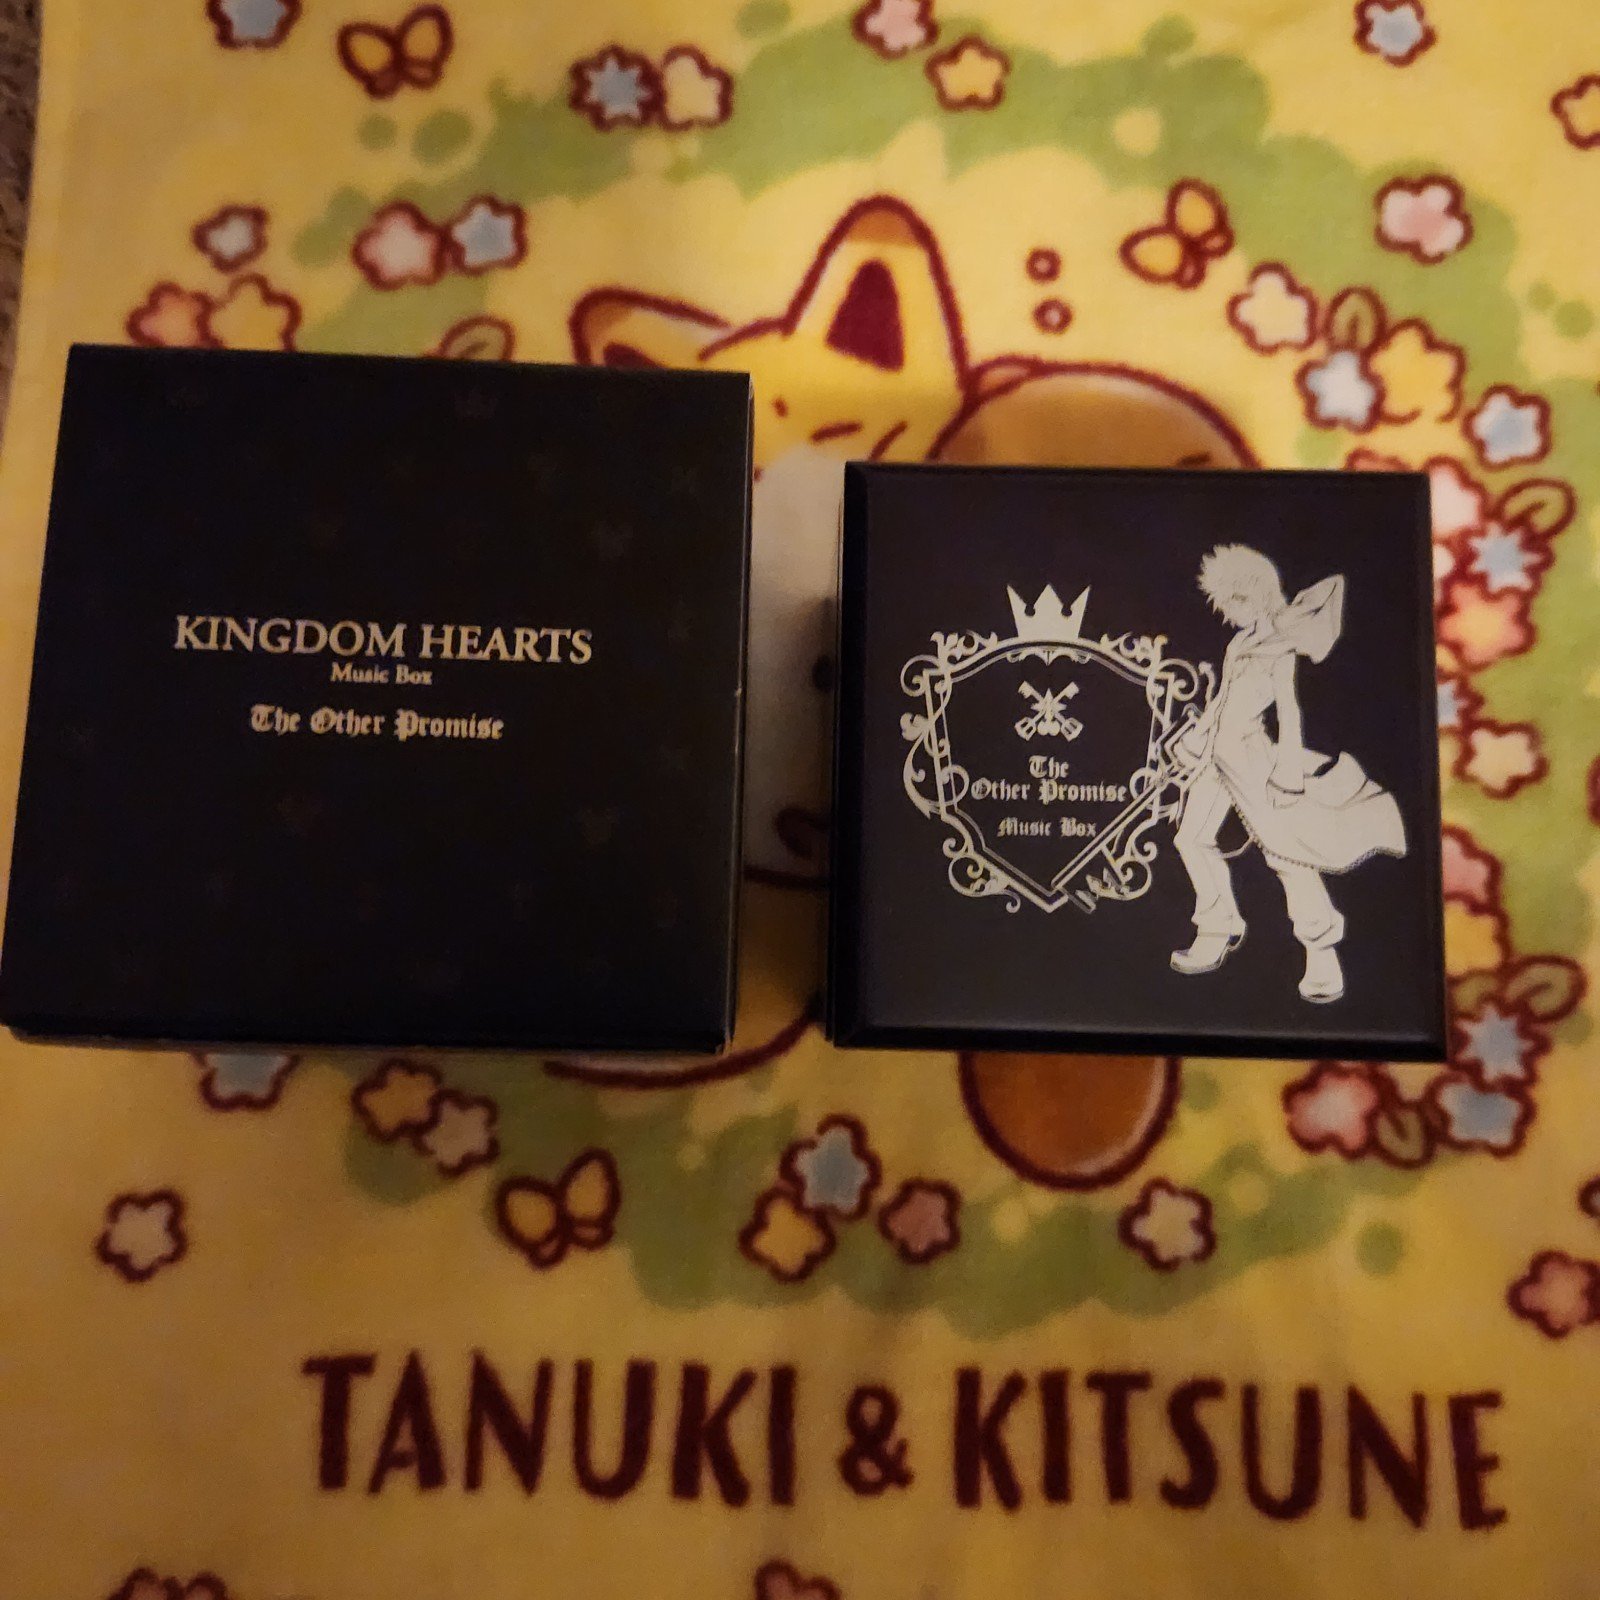 KINGDOM HEARTS
Music Box
The Other Promise
The
Other Promise
Music Box
TANUKI & KITSUNE